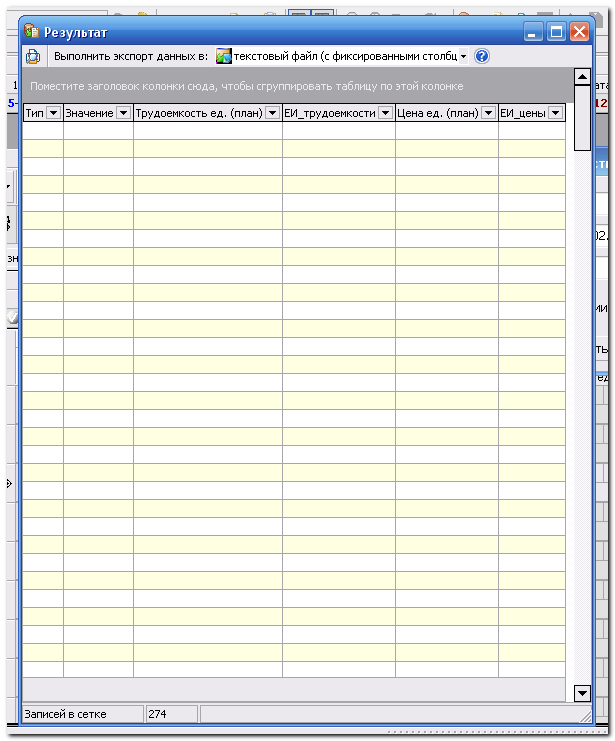 Результат
Выполнить экспорт данных в: текстовый файл (с фиксированными столбц
Поместите заголовок колонки сюда, чтобы сгруппировать таблицу по этой колонке
Тип Значение Трудоемкость ед. (план) ЕИ_трудоемкости Цена ед. (план) ЕИ_цены
Записей в сетке 274